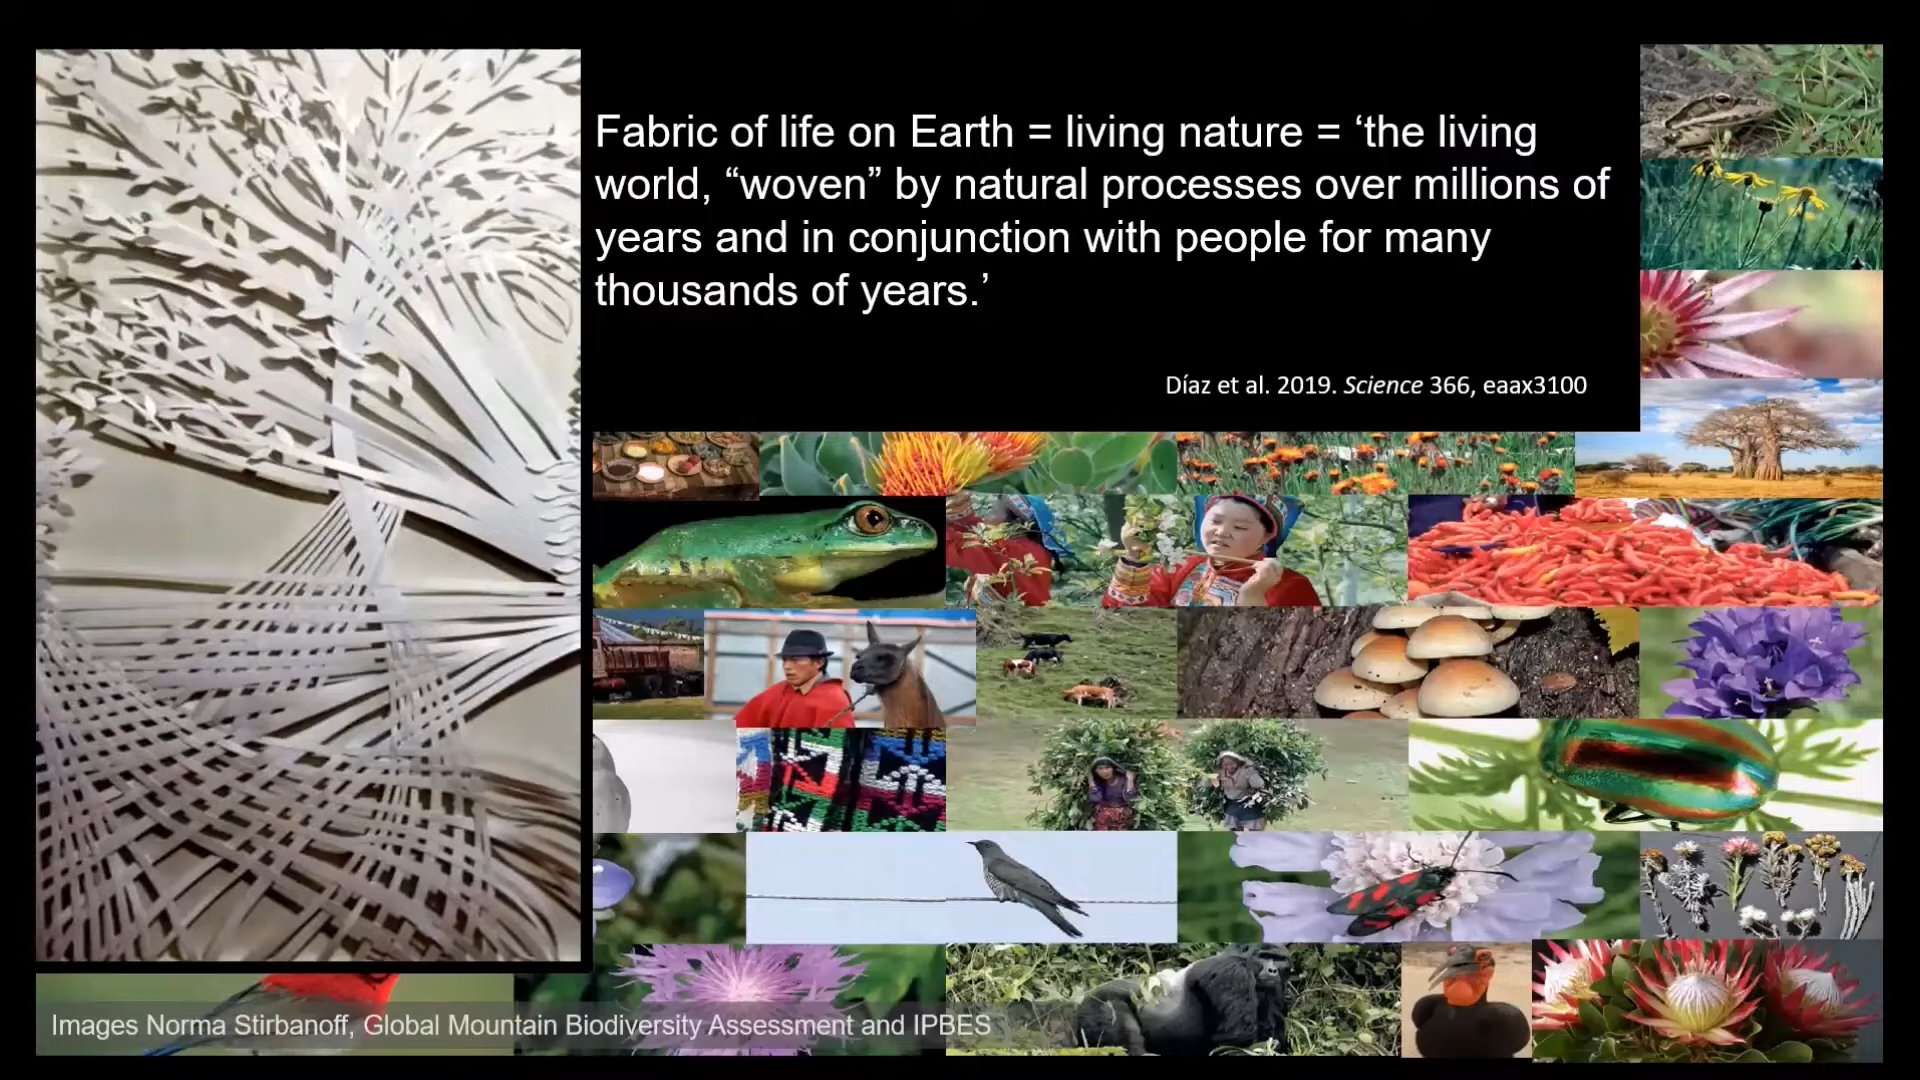 Fabric of life on Earth = living nature = ‘the living
world, “woven” by natural processes over millions of
years and in conjunction with people for many
thousands of years.’
Díaz et al. 2019. Science 366, eaax3100
Images Norma Stirbanoff, Global Mountain Biodiversity Assessment and IPBES